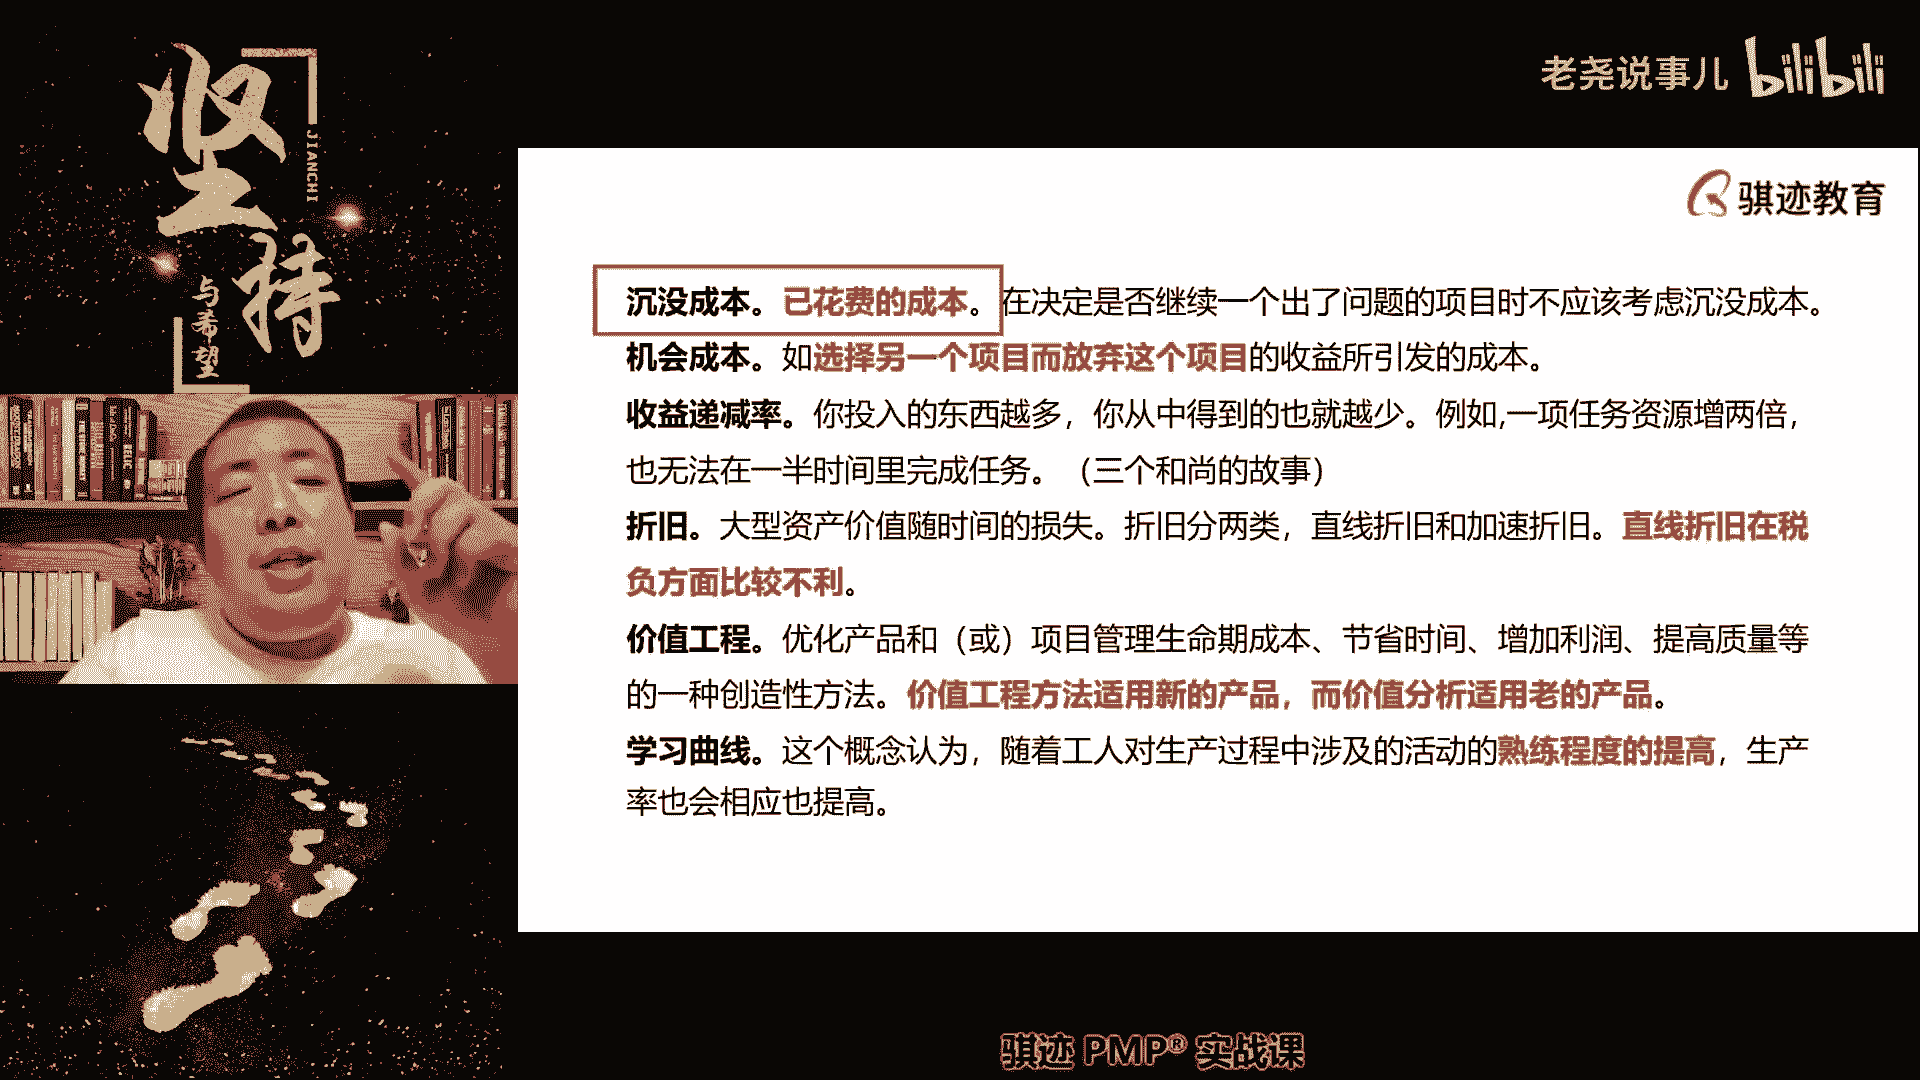 坚持
JIANCHI
与希望
老尧说事儿 bilibili
骐迹教育
沉没成本。已花费的成本。在决定是否继续一个出了问题的项目时不应该考虑沉没成本。
机会成本。如选择另一个项目而放弃这个项目的收益所引发的成本。
收益递减率。你投入的东西越多，你从中得到的也就越少。例如,一项任务资源增两倍，
也无法在一半时间里完成任务。（三个和尚的故事）
折旧。大型资产价值随时间的损失。折旧分两类，直线折旧和加速折旧。直线折旧在税
负方面比较不利。
价值工程。优化产品和（或）项目管理生命期成本、节省时间、增加利润、提高质量等
的一种创造性方法。价值工程方法适用新的产品，而价值分析适用老的产品。
学习曲线。这个概念认为，随着工人对生产过程中涉及的活动的熟练程度的提高，生产
率也会相应也提高。
骐迹 PMP® 实战课